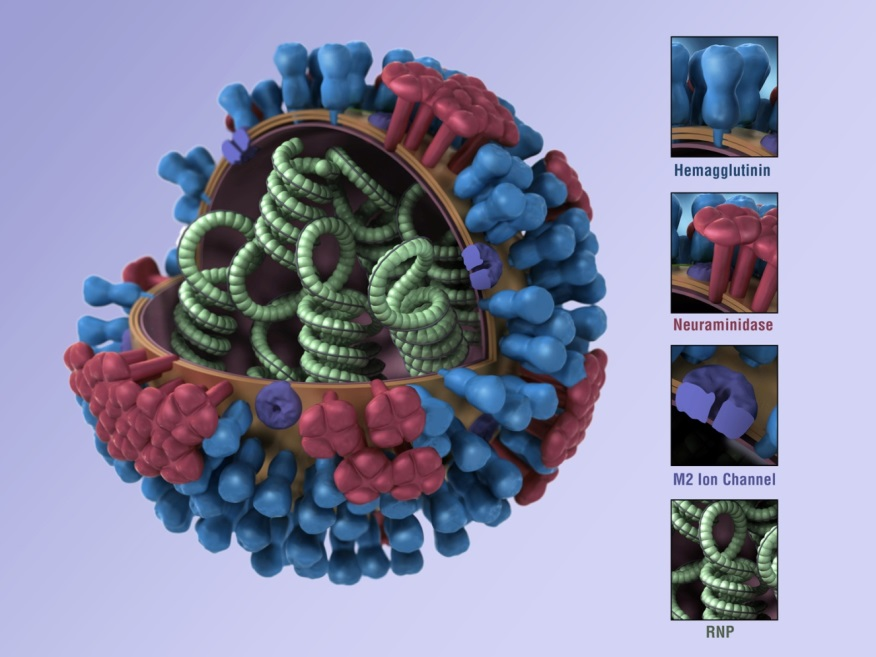 Hemagglutinin
Neuraminidase
M2 Ion Channel
RNP